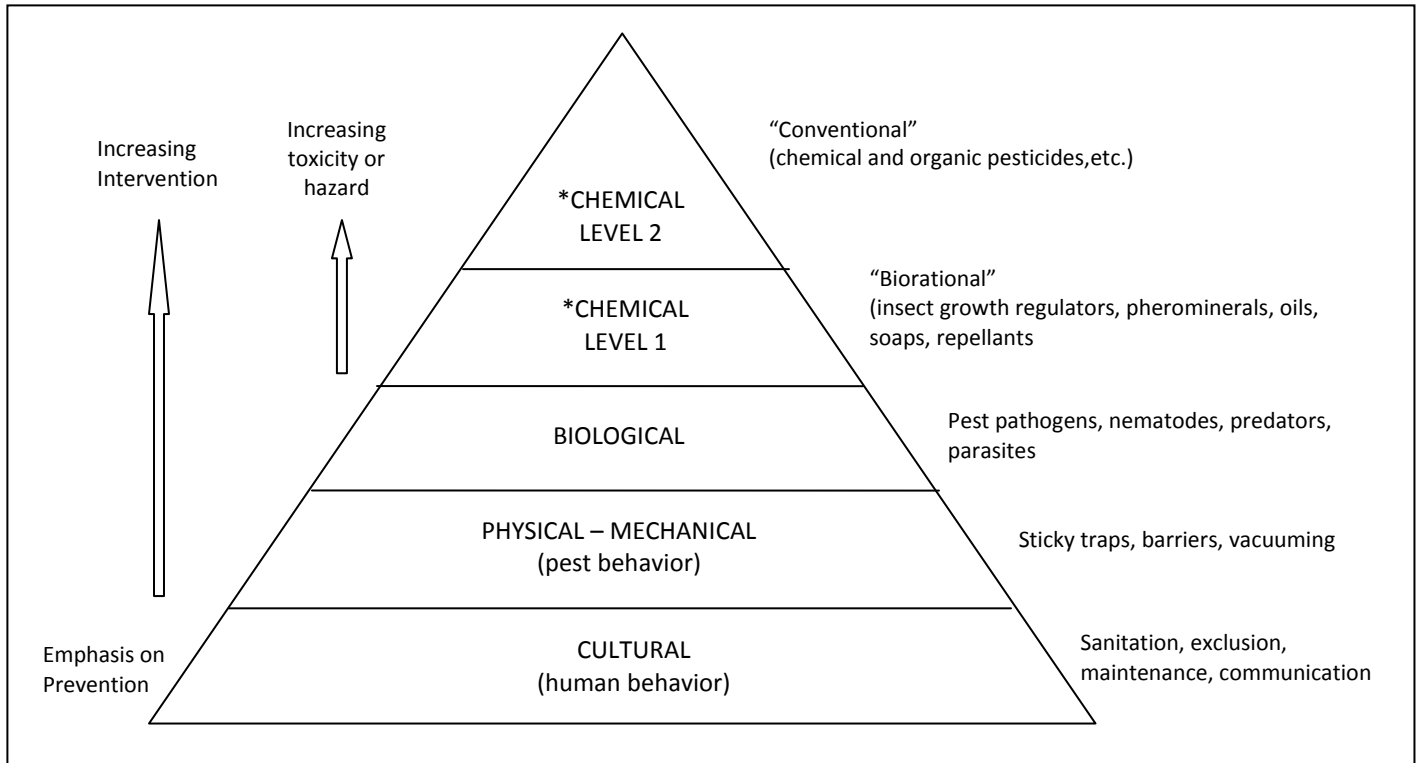 Increasing
Intervention
Increasing
toxicity or
hazard
*CHEMICAL
LEVEL 2
“Conventional”
(chemical and organic pesticides,etc.)
*CHEMICAL
LEVEL 1
“Biorational”
(insect growth regulators, pherominerals, oils,
soaps, repellants
BIOLOGICAL
Pest pathogens, nematodes, predators,
parasites
PHYSICAL – MECHANICAL
(pest behavior)
Sticky traps, barriers, vacuuming
Emphasis on
Prevention
CULTURAL
(human behavior)
Sanitation, exclusion,
maintenance, communication